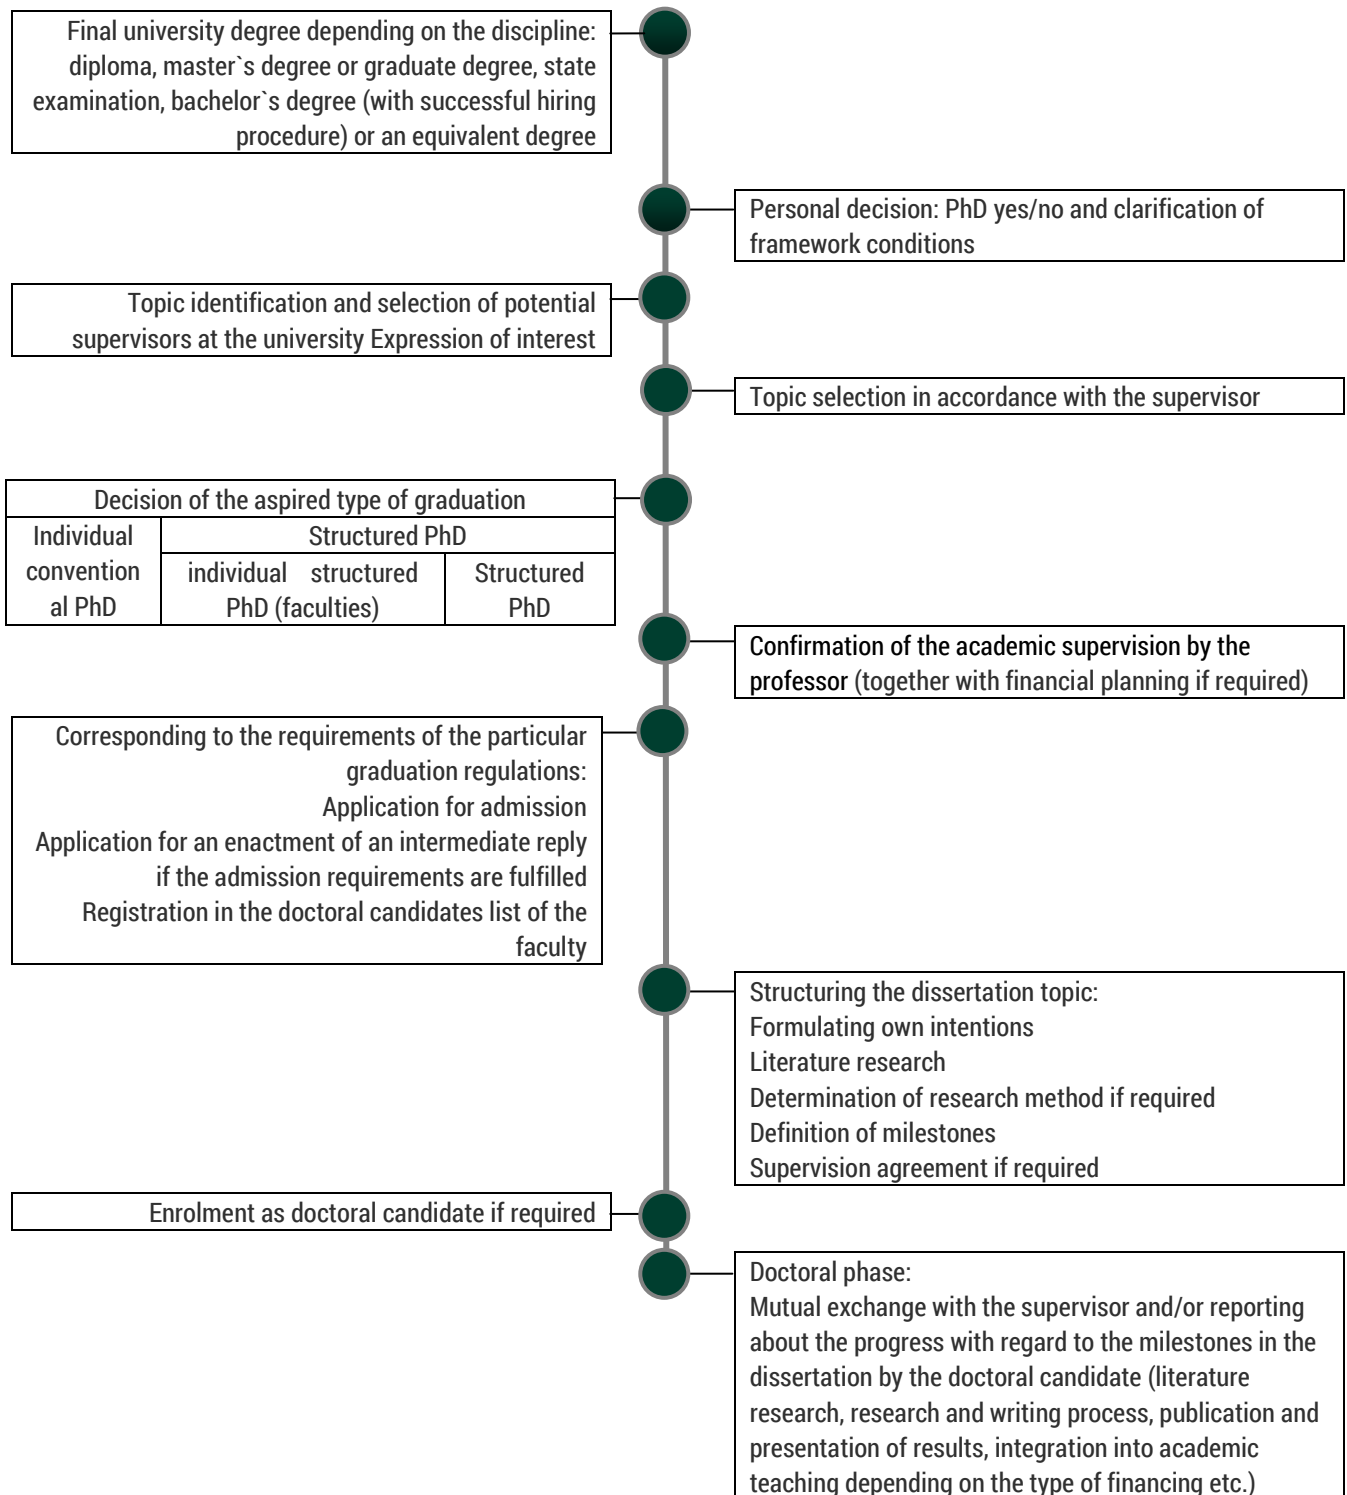 Final university degree depending on the discipline:
diploma, master`s degree or graduate degree, state
examination, bachelor`s degree (with successful hiring
procedure) or an equivalent degree
Personal decision: PhD yes/no and clarification of
framework conditions
Topic identification and selection of potential
supervisors at the university Expression of interest
Topic selection in accordance with the supervisor
Decision of the aspired type of graduation
Individual
convention
al PhD
Structured PhD
individual structured
PhD (faculties)
Structured
PhD
Confirmation of the academic supervision by the
professor (together with financial planning if required)
Corresponding to the requirements of the particular
graduation regulations:
Application for admission
Application for an enactment of an intermediate reply
if the admission requirements are fulfilled
Registration in the doctoral candidates list of the
faculty
Structuring the dissertation topic:
Formulating own intentions
Literature research
Determination of research method if required
Definition of milestones
Supervision agreement if required
Enrolment as doctoral candidate if required
Doctoral phase:
Mutual exchange with the supervisor and/or reporting
about the progress with regard to the milestones in the
dissertation by the doctoral candidate (literature
research, research and writing process, publication and
presentation of results, integration into academic
teaching depending on the type of financing etc.)